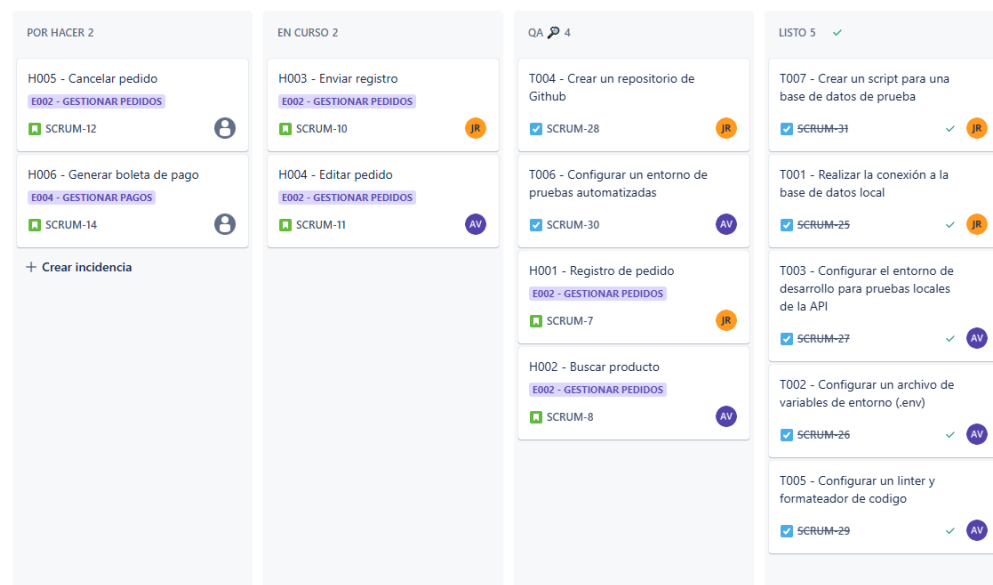 POR HACER 2
H005 - Cancelar pedido
E002 - GESTIONAR PEDIDOS
SCRUM-12
H006 - Generar boleta de pago
E004 - GESTIONAR PAGOS
SCRUM-14
+ Crear incidencia
EN CURSO 2
H003 - Enviar registro
E002 - GESTIONAR PEDIDOS
SCRUM-10
JR
H004 - Editar pedido
E002 - GESTIONAR PEDIDOS
SCRUM-11
AV
QA 🔎 4
T004 - Crear un repositorio de
Github
SCRUM-28
JR
T006 - Configurar un entorno de
pruebas automatizadas
SCRUM-30
AV
H001 - Registro de pedido
E002 - GESTIONAR PEDIDOS
SCRUM-7
JR
H002 - Buscar producto
E002 - GESTIONAR PEDIDOS
SCRUM-8
AV
LISTO 5
T007 - Crear un script para una
base de datos de prueba
SCRUM-31
JR
T001 - Realizar la conexión a la
base de datos local
SCRUM-25
JR
T003 - Configurar el entorno de
desarrollo para pruebas locales
de la API
SCRUM-27
AV
T002 - Configurar un archivo de
variables de entorno (.env)
SCRUM-26
AV
T005 - Configurar un linter y
formateador de codigo
SCRUM-29
AV